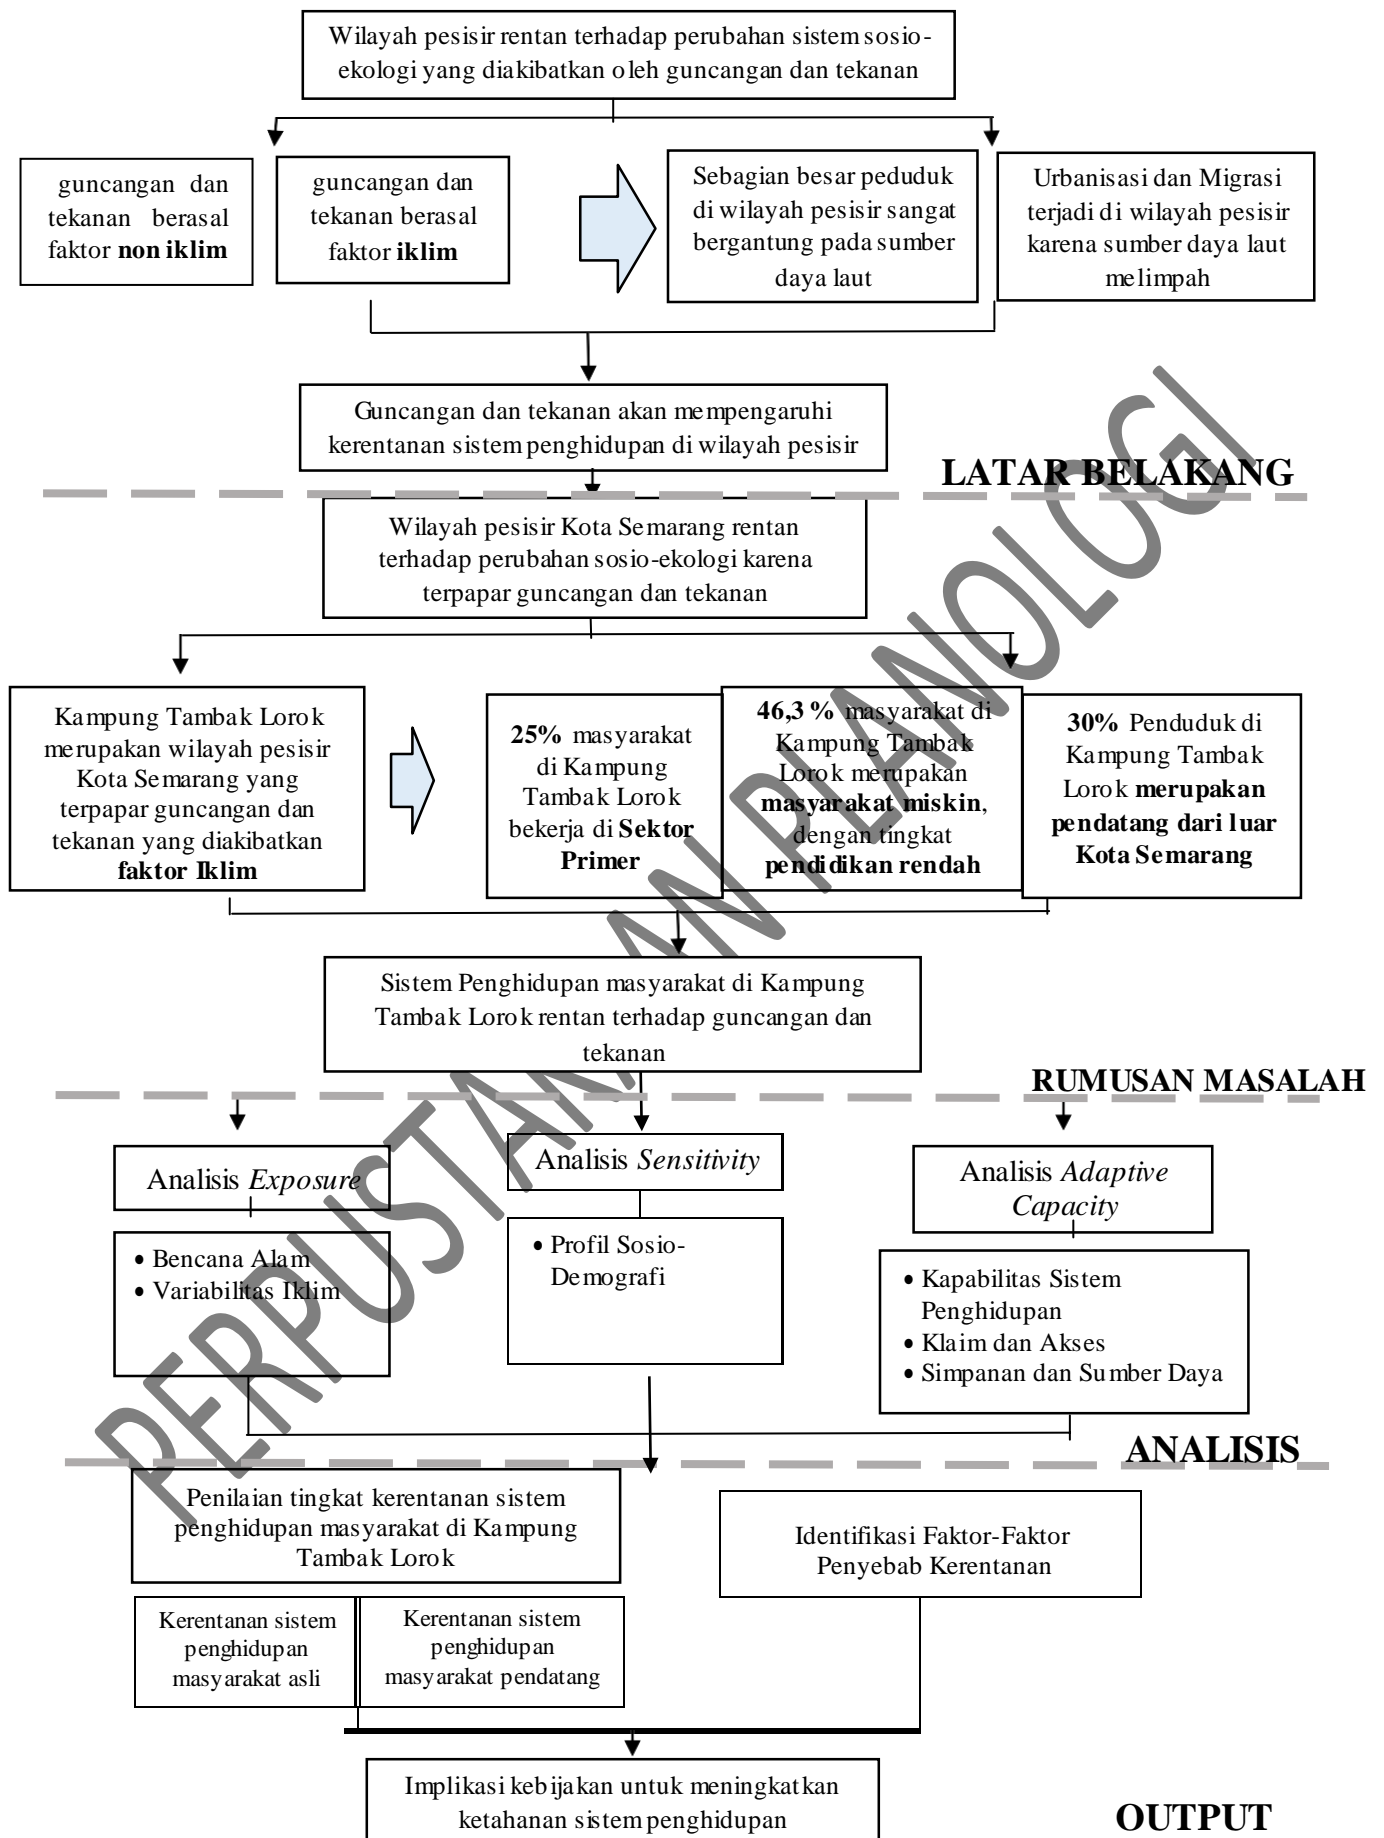 Wilayah pesisir rentan terhadap perubahan sistem sosio-
ekologi yang diakibatkan oleh guncangan dan tekanan
guncangan dan
tekanan berasal
faktor non iklim
guncangan dan
tekanan berasal
faktor iklim
Sebagian besar peduduk
di wilayah pesisir sangat
bergantung pada sumber
daya laut
Urbanisasi dan Migrasi
terjadi di wilayah pesisir
karena sumber daya laut
melimpah
Guncangan dan tekanan akan mempengaruhi
kerentanan sistem penghidupan di wilayah pesisir
LATAR BELAKANG
Wilayah pesisir Kota Semarang rentan
terhadap perubahan sosio-ekologi karena
terpapar guncangan dan tekanan
Kampung Tambak Lorok
merupakan wilayah pesisir
Kota Semarang yang
terpapar guncangan dan
tekanan yang diakibatkan
faktor Iklim
25% masyarakat
di Kampung
Tambak Lorok
bekerja di Sektor
Primer
46,3 % masyarakat di
Kampung Tambak
Lorok merupakan
masyarakat miskin,
dengan tingkat
pendidikan rendah
30% Penduduk di
Kampung Tambak
Lorok merupakan
pendatang dari luar
Kota Semarang
Sistem Penghidupan masyarakat di Kampung
Tambak Lorok rentan terhadap guncangan dan
tekanan
RUMUSAN MASALAH
Analisis Exposure
• Bencana Alam
• Variabilitas Iklim
Analisis Sensitivity
• Profil Sosio-
Demografi
Analisis Adaptive
Capacity
• Kapabilitas Sistem
Penghidupan
• Klaim dan Akses
• Simpanan dan Sumber Daya
ANALISIS
Penilaian tingkat kerentanan sistem
penghidupan masyarakat di Kampung
Tambak Lorok
Kerentanan sistem
penghidupan
masyarakat asli
Kerentanan sistem
penghidupan
masyarakat pendatang
Identifikasi Faktor-Faktor
Penyebab Kerentanan
Implikasi kebijakan untuk meningkatkan
ketahanan sistem penghidupan
OUTPUT
PERPUSTAKAAN PLANOLOGI